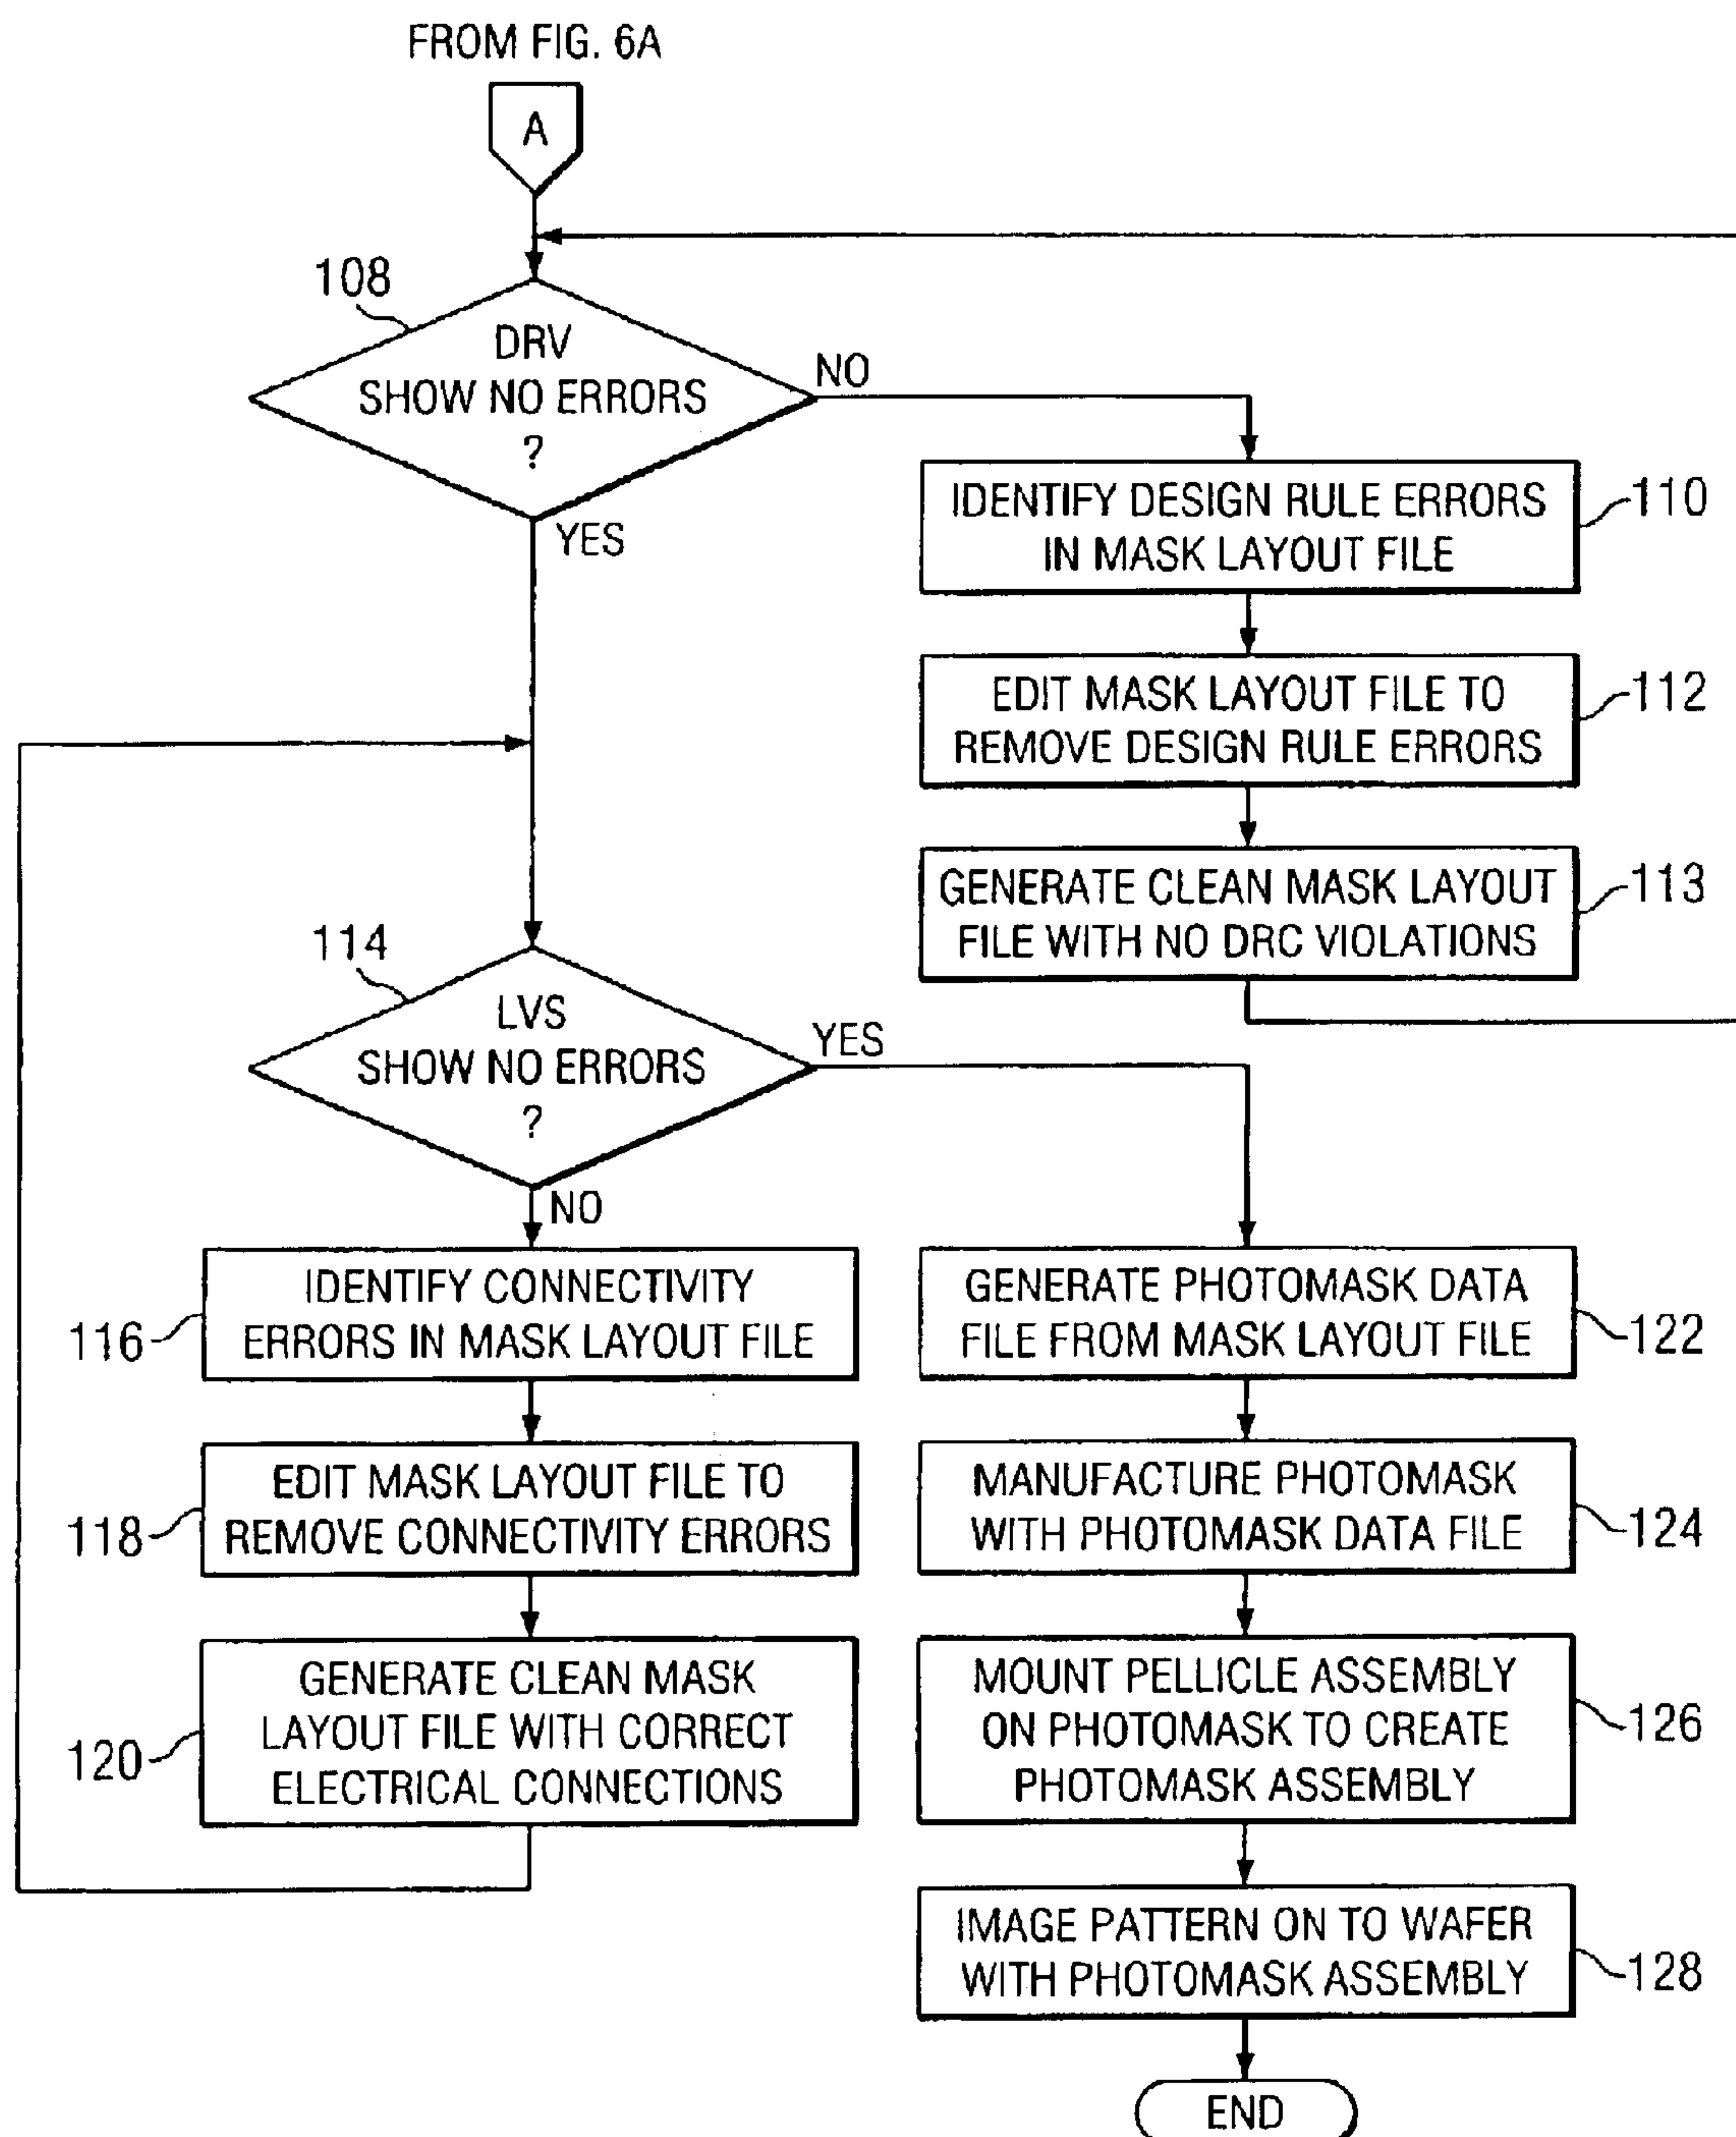 FROM FIG. 6A
A
108
DRV
SHOW NO ERRORS
?
NO
YES
IDENTIFY DESIGN RULE ERRORS
IN MASK LAYOUT FILE
110
EDIT MASK LAYOUT FILE TO
REMOVE DESIGN RULE ERRORS
112
GENERATE CLEAN MASK LAYOUT
FILE WITH NO DRC VIOLATIONS
113
114
LVS
SHOW NO ERRORS
?
YES
NO
IDENTIFY CONNECTIVITY
ERRORS IN MASK LAYOUT FILE
116
EDIT MASK LAYOUT FILE TO
REMOVE CONNECTIVITY ERRORS
118
GENERATE CLEAN MASK
LAYOUT FILE WITH CORRECT
ELECTRICAL CONNECTIONS
120
GENERATE PHOTOMASK DATA
FILE FROM MASK LAYOUT FILE
122
MANUFACTURE PHOTOMASK
WITH PHOTOMASK DATA FILE
124
MOUNT PELLICLE ASSEMBLY
ON PHOTOMASK TO CREATE
PHOTOMASK ASSEMBLY
126
IMAGE PATTERN ON TO WAFER
WITH PHOTOMASK ASSEMBLY
128
END